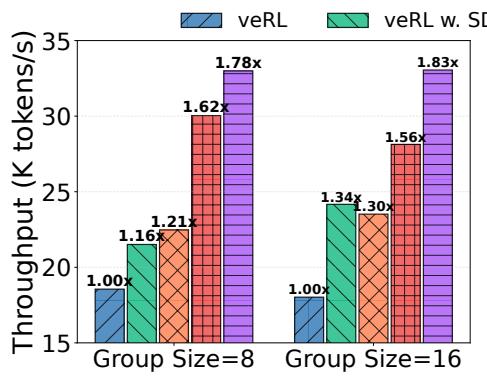 veRL veRL w. SD
Throughput (K tokens/s)
35
30
25
20
15
1.00x
1.16x
1.21x
1.62x
1.78x
1.00x
1.34x
1.30x
1.56x
1.83x
Group Size=8 Group Size=16